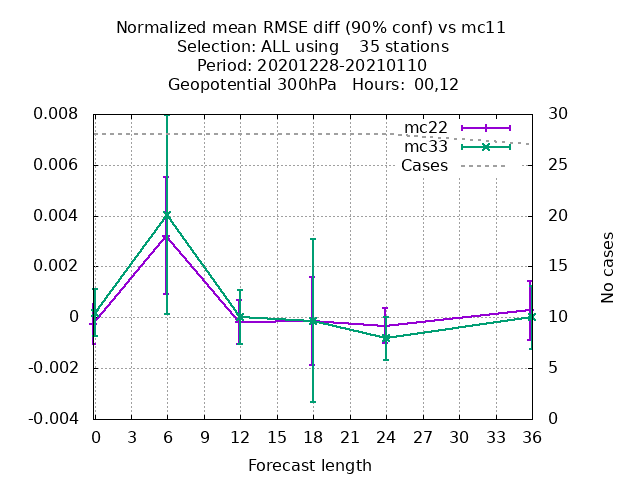 Normalized mean RMSE diff (90% conf) vs mc11
Selection: ALL using    35 stations
Period: 20201228-20210110
Geopotential 300hPa   Hours:  00,12
0.008
0.006
0.004
0.002
0
-0.002
-0.004
30
25
20
15
10
5
0
mc22
mc33
Cases
No cases
0 3 6 9 12 15 18 21 24 27 30 33 36
Forecast length